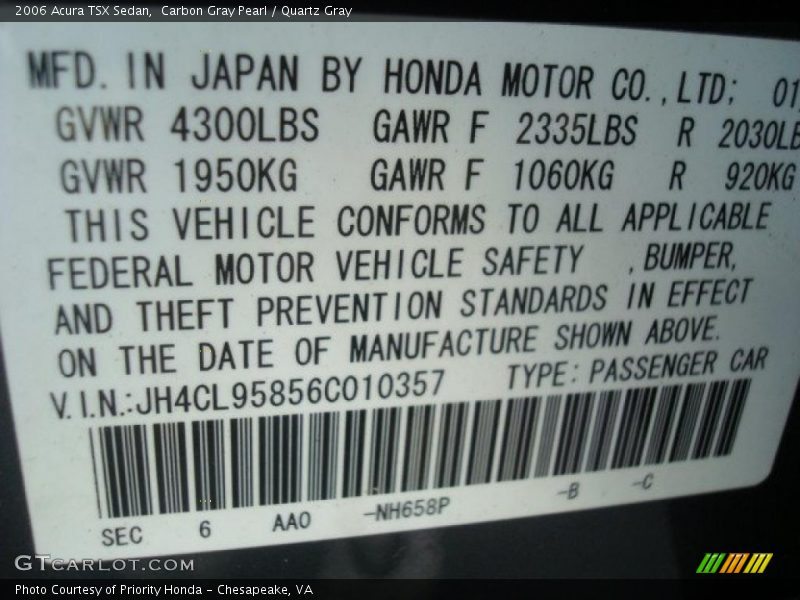 2006 Acura TSX Sedan,  Carbon Gray Pearl / Quartz Gray
MFD. IN JAPAN BY HONDA MOTOR CO.,LTD; 01
GVWR 4300LBS GAWR F 2335LBS R 2030LB
GVWR 1950KG GAWR F 1060KG R 920KG
THIS VEHICLE CONFORMS TO ALL APPLICABLE
FEDERAL MOTOR VEHICLE SAFETY , BUMPER,
AND THEFT PREVENTION STANDARDS IN EFFECT
ON THE DATE OF MANUFACTURE SHOWN ABOVE.
V.I.N.:JH4CL95856C010357 TYPE: PASSENGER CAR
SEC 6 AAO -NH658P -B -C
GTCARLOT.COM
Photo Courtesy of Priority Honda - Chesapeake, VA